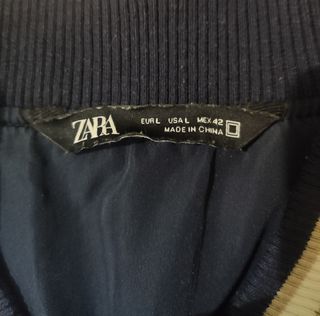 ZARA
EUR L USA L MEX 42
MADE IN CHINA